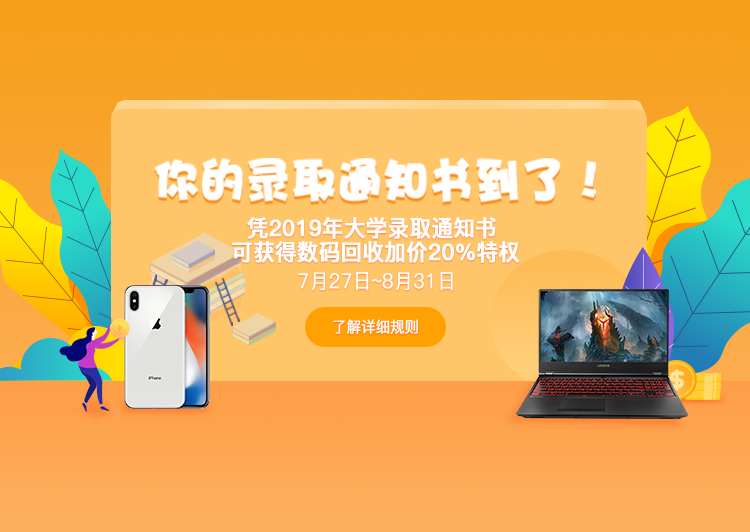 你的录取通知书到了！
凭2019年大学录取通知书
可获得数码回收加价20%特权
7月27日~8月31日
了解详细规则
iPhone
LEGION